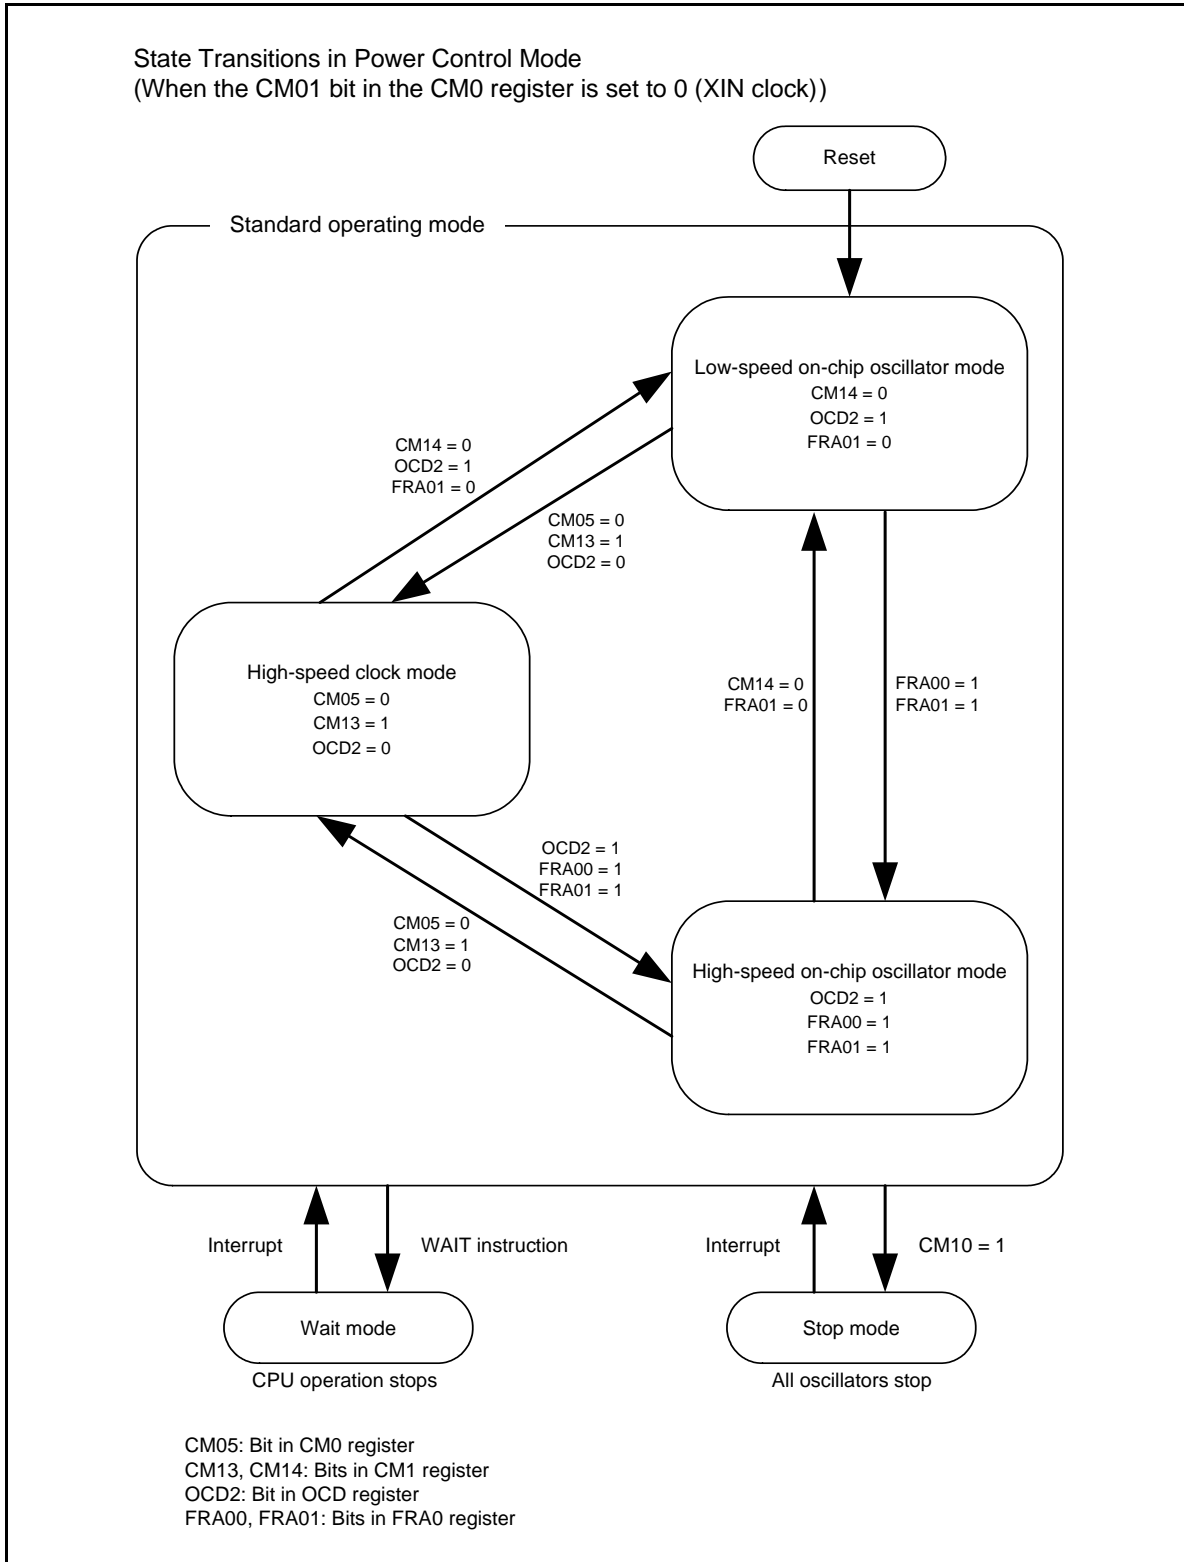 State Transitions in Power Control Mode
(When the CM01 bit in the CM0 register is set to 0 (XIN clock))
Reset
Standard operating mode
Low-speed on-chip oscillator mode
CM14 = 0
OCD2 = 1
FRA01 = 0
CM14 = 0
OCD2 = 1
FRA01 = 0
CM05 = 0
CM13 = 1
OCD2 = 0
High-speed clock mode
CM05 = 0
CM13 = 1
OCD2 = 0
CM14 = 0
FRA01 = 0
FRA00 = 1
FRA01 = 1
OCD2 = 1
FRA00 = 1
FRA01 = 1
CM05 = 0
CM13 = 1
OCD2 = 0
High-speed on-chip oscillator mode
OCD2 = 1
FRA00 = 1
FRA01 = 1
Interrupt
WAIT instruction
Interrupt
CM10 = 1
Wait mode
Stop mode
CPU operation stops
All oscillators stop
CM05: Bit in CM0 register
CM13, CM14: Bits in CM1 register
OCD2: Bit in OCD register
FRA00, FRA01: Bits in FRA0 register